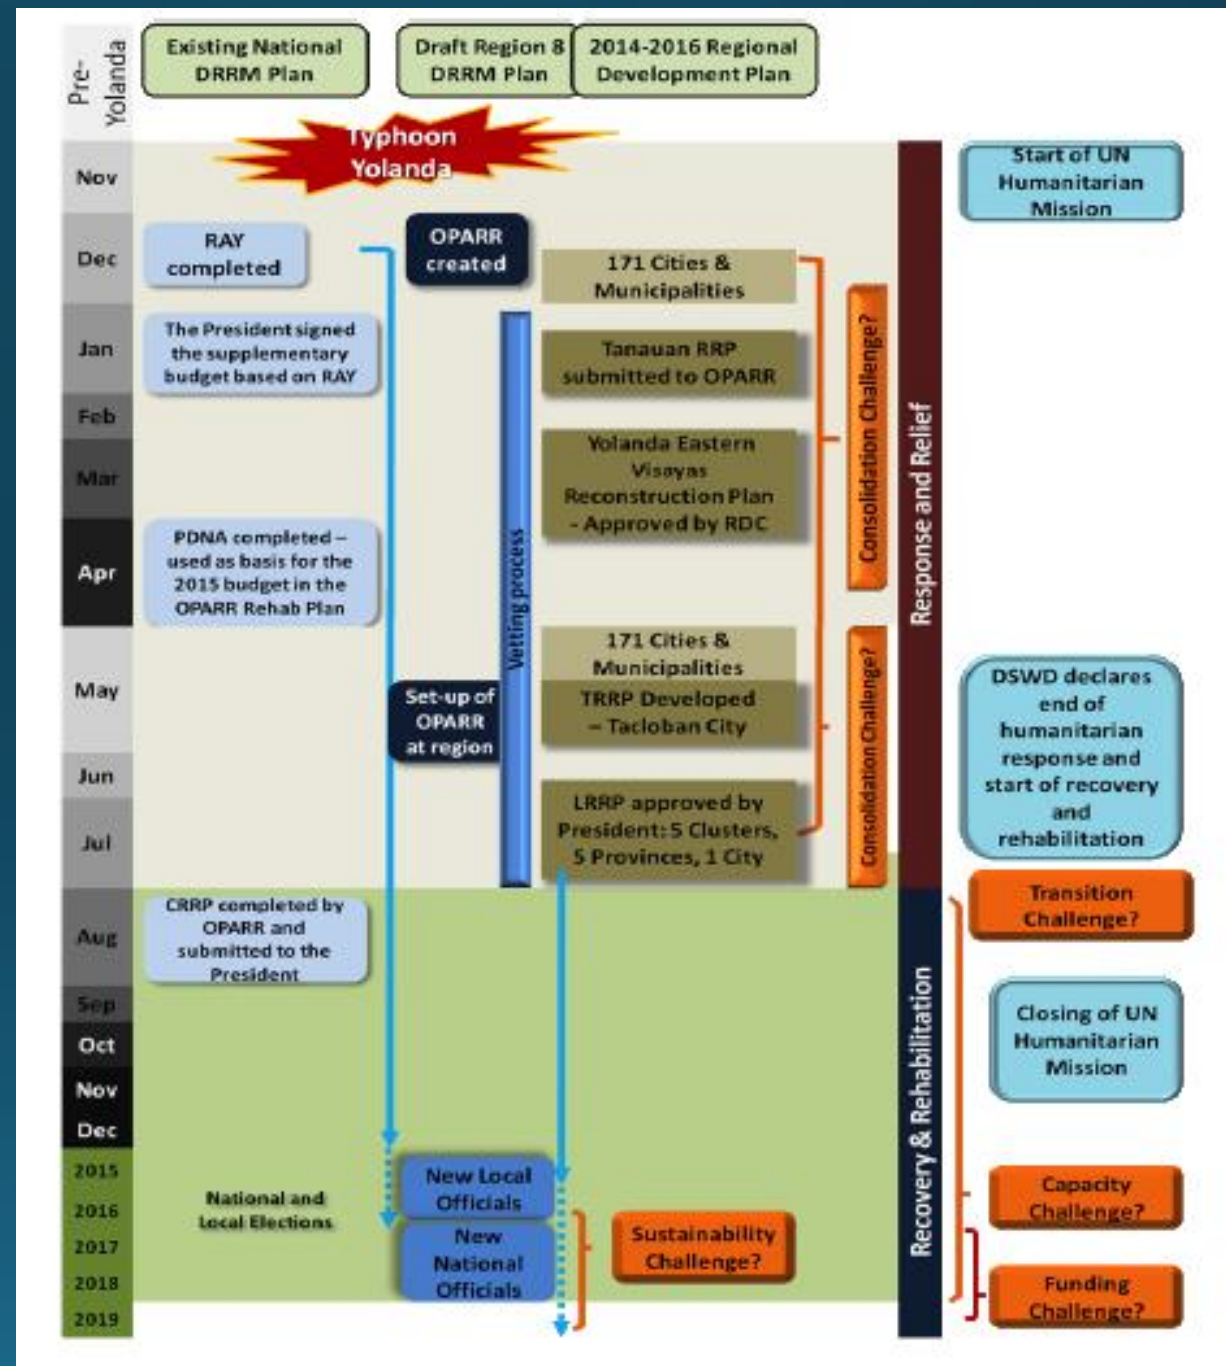 Pre-
Yolanda
Existing National
DRRM Plan
Draft Region 8
DRRM Plan
2014-2016 Regional
Development Plan
Typhoon
Yolanda
Nov
Start of UN
Humanitarian
Mission
Dec
RAY
completed
OPARR
created
171 Cities &
Municipalities
Jan
The President signed
the supplementary
budget based on RAY
Tanauan RRP
submitted to OPARR
Feb
Mar
Yolanda Eastern
Visayas
Reconstruction Plan
- Approved by RDC
Consolidation Challenge?
Response and Relief
Apr
PDNA completed –
used as basis for the
2015 budget in the
OPARR Rehab Plan
Vetting process
May
Set-up of
OPARR
at region
171 Cities &
Municipalities
TRRP Developed
– Tacloban City
Consolidation Challenge?
DSWD declares
end of
humanitarian
response and
start of recovery
and
rehabilitation
Jun
Jul
LRRP approved by
President: 5 Clusters,
5 Provinces, 1 City
Transition
Challenge?
Aug
CRRP completed by
OPARR and
submitted to the
President
Sep
Oct
Nov
Dec
Recovery & Rehabilitation
Closing of UN
Humanitarian
Mission
2015
2016
2017
2018
2019
National and
Local Elections
New Local
Officials
New
National
Officials
Sustainability
Challenge?
Capacity
Challenge?
Funding
Challenge?